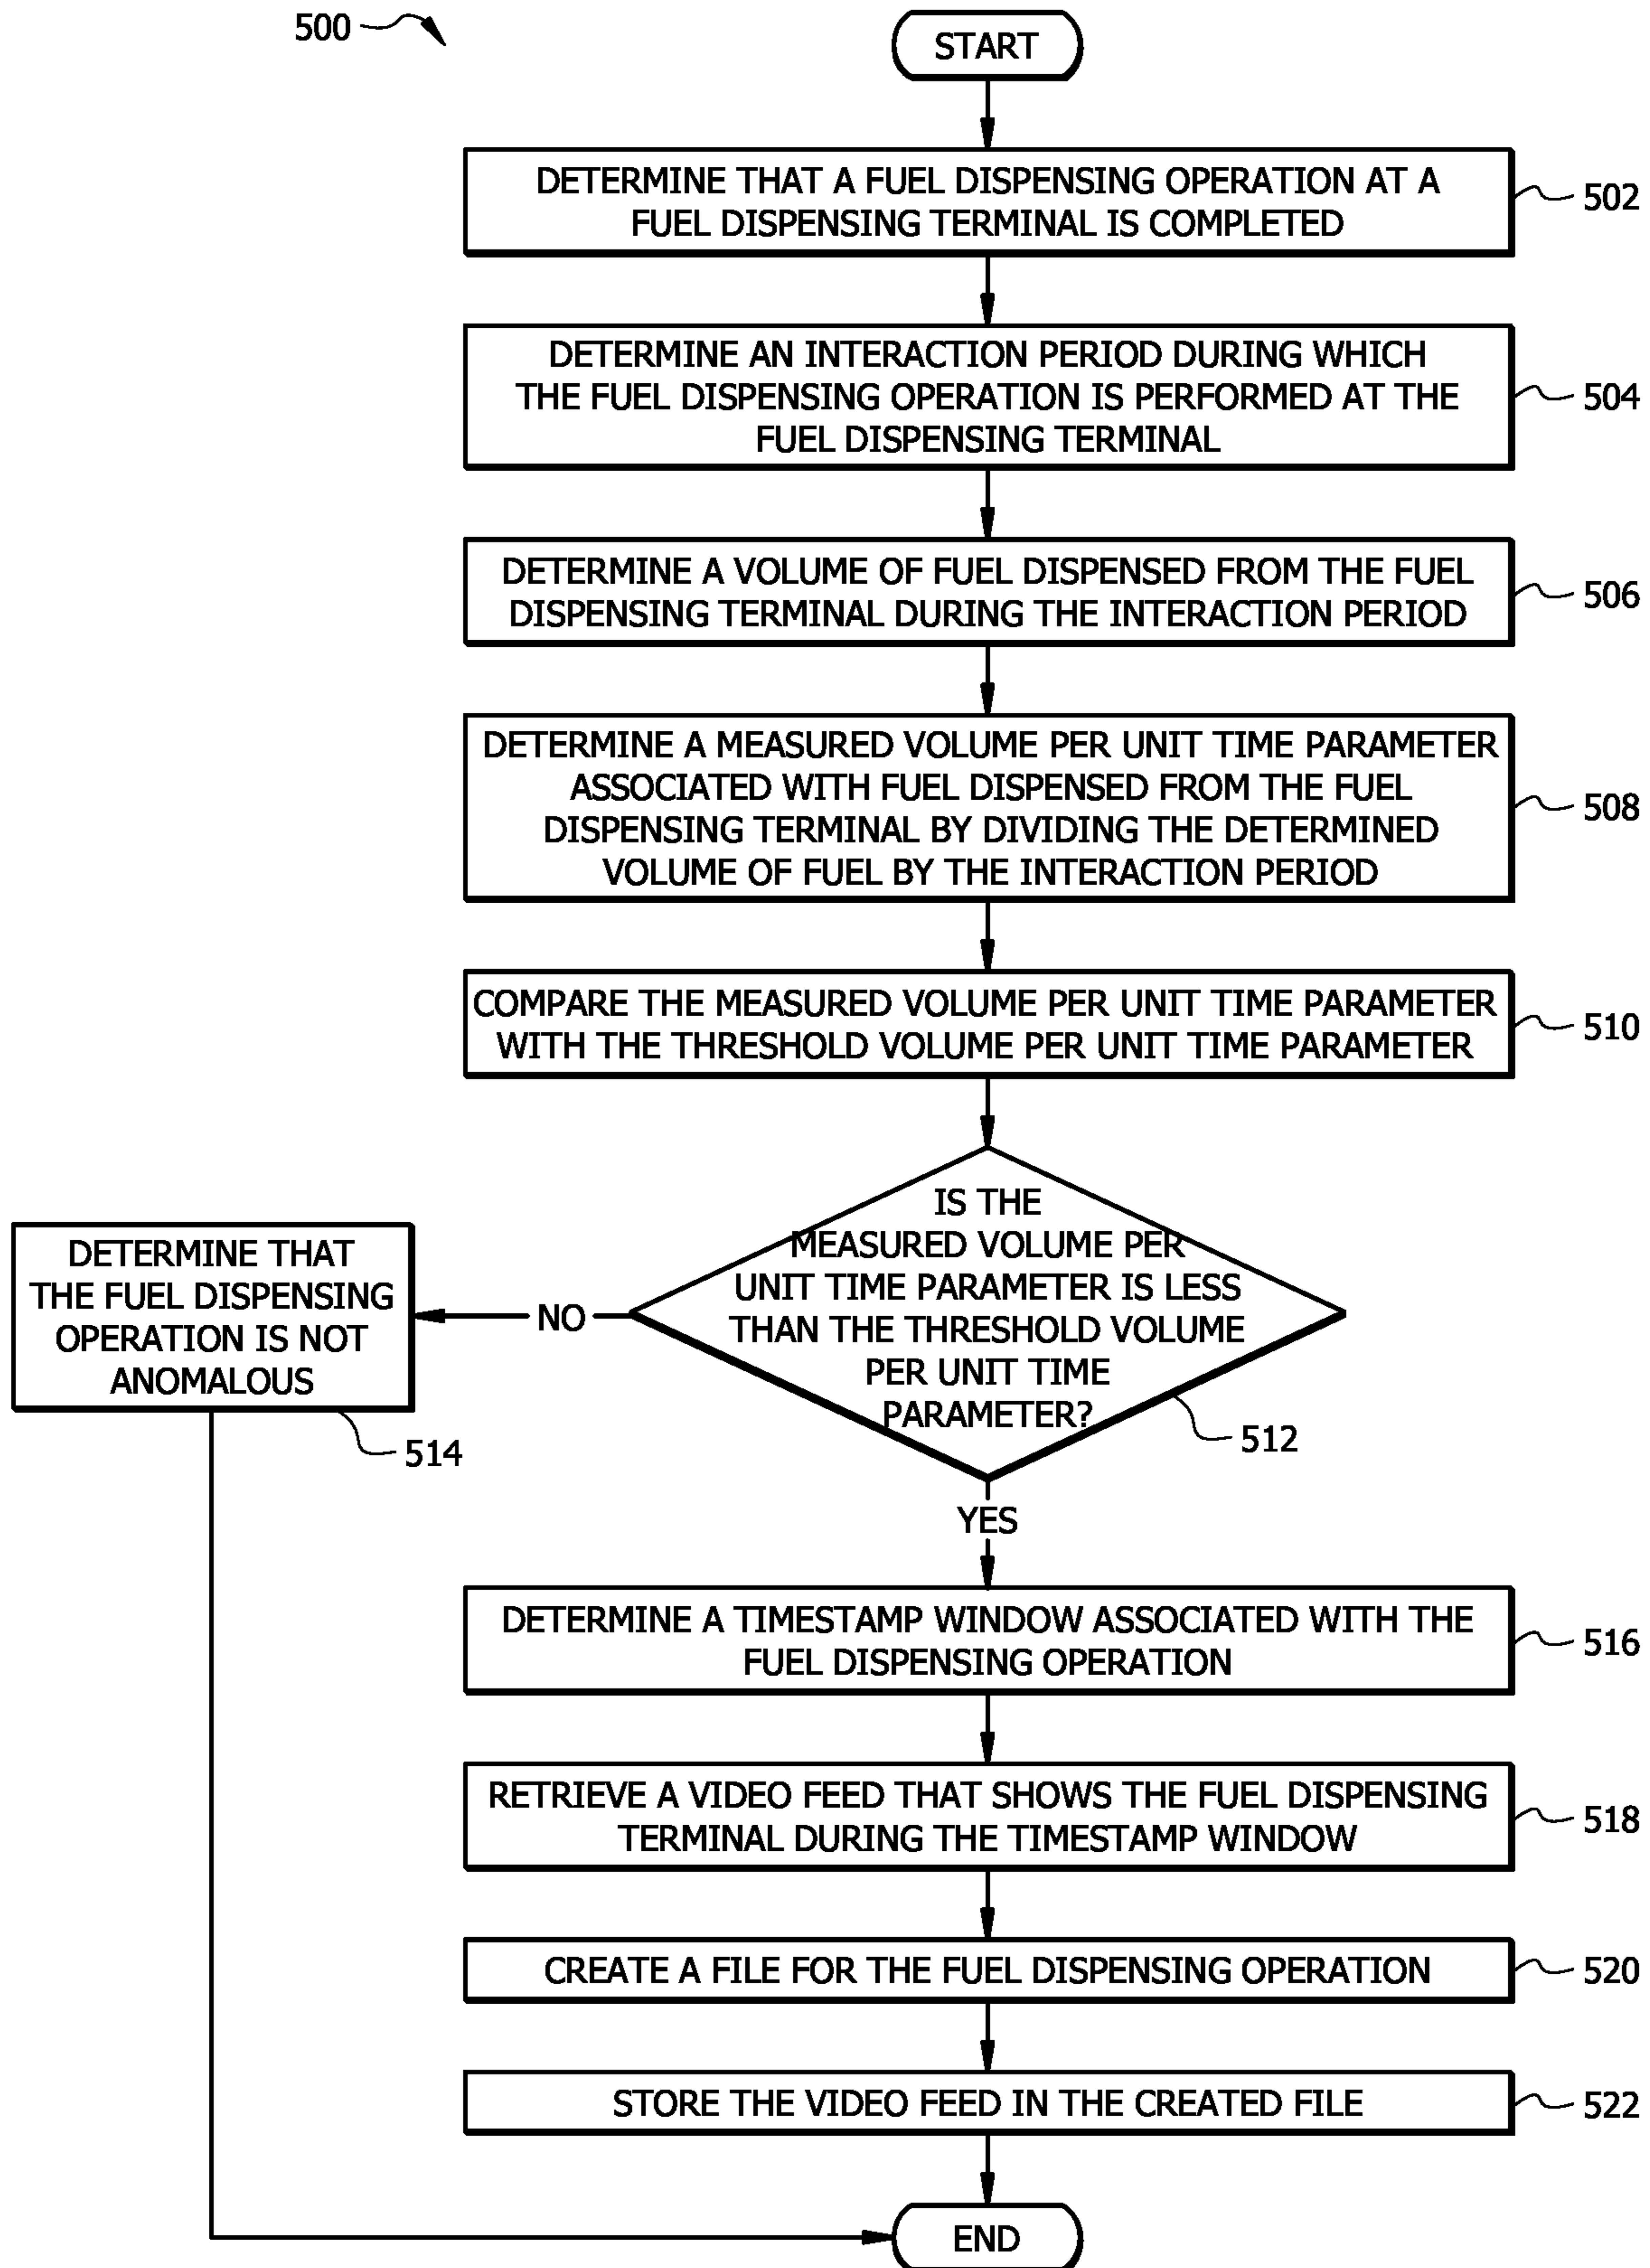 500
START
DETERMINE THAT A FUEL DISPENSING OPERATION AT A
FUEL DISPENSING TERMINAL IS COMPLETED
502
DETERMINE AN INTERACTION PERIOD DURING WHICH
THE FUEL DISPENSING OPERATION IS PERFORMED AT THE
FUEL DISPENSING TERMINAL
504
DETERMINE A VOLUME OF FUEL DISPENSED FROM THE FUEL
DISPENSING TERMINAL DURING THE INTERACTION PERIOD
506
DETERMINE A MEASURED VOLUME PER UNIT TIME PARAMETER
ASSOCIATED WITH FUEL DISPENSED FROM THE FUEL
DISPENSING TERMINAL BY DIVIDING THE DETERMINED
VOLUME OF FUEL BY THE INTERACTION PERIOD
508
COMPARE THE MEASURED VOLUME PER UNIT TIME PARAMETER
WITH THE THRESHOLD VOLUME PER UNIT TIME PARAMETER
510
IS THE
MEASURED VOLUME PER
UNIT TIME PARAMETER IS LESS
THAN THE THRESHOLD VOLUME
PER UNIT TIME
PARAMETER?
512
NO
DETERMINE THAT
THE FUEL DISPENSING
OPERATION IS NOT
ANOMALOUS
514
YES
DETERMINE A TIMESTAMP WINDOW ASSOCIATED WITH THE
FUEL DISPENSING OPERATION
516
RETRIEVE A VIDEO FEED THAT SHOWS THE FUEL DISPENSING
TERMINAL DURING THE TIMESTAMP WINDOW
518
CREATE A FILE FOR THE FUEL DISPENSING OPERATION
520
STORE THE VIDEO FEED IN THE CREATED FILE
522
END